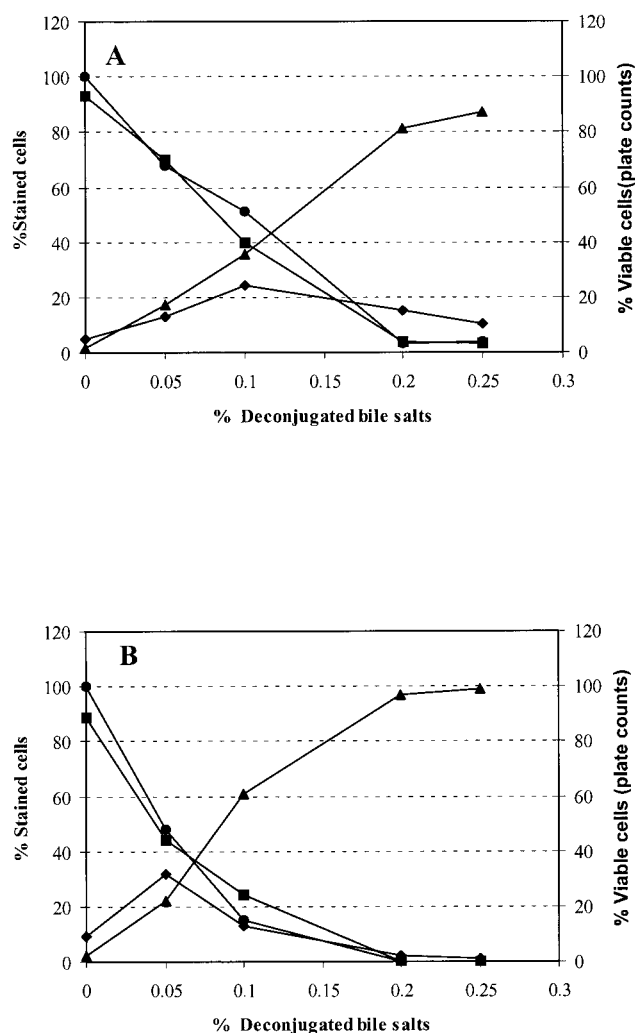 A
120
100
80
60
40
20
0
%Stained cells
120
100
80
60
40
20
0
% Viable cells(plate counts)
0 0.05 0.1 0.15 0.2 0.25 0.3
% Deconjugated bile salts
B
120
100
80
60
40
20
0
% Stained cells
120
100
80
60
40
20
0
% Viable cells (plate counts)
0 0.05 0.1 0.15 0.2 0.25 0.3
% Deconjugated bile salts